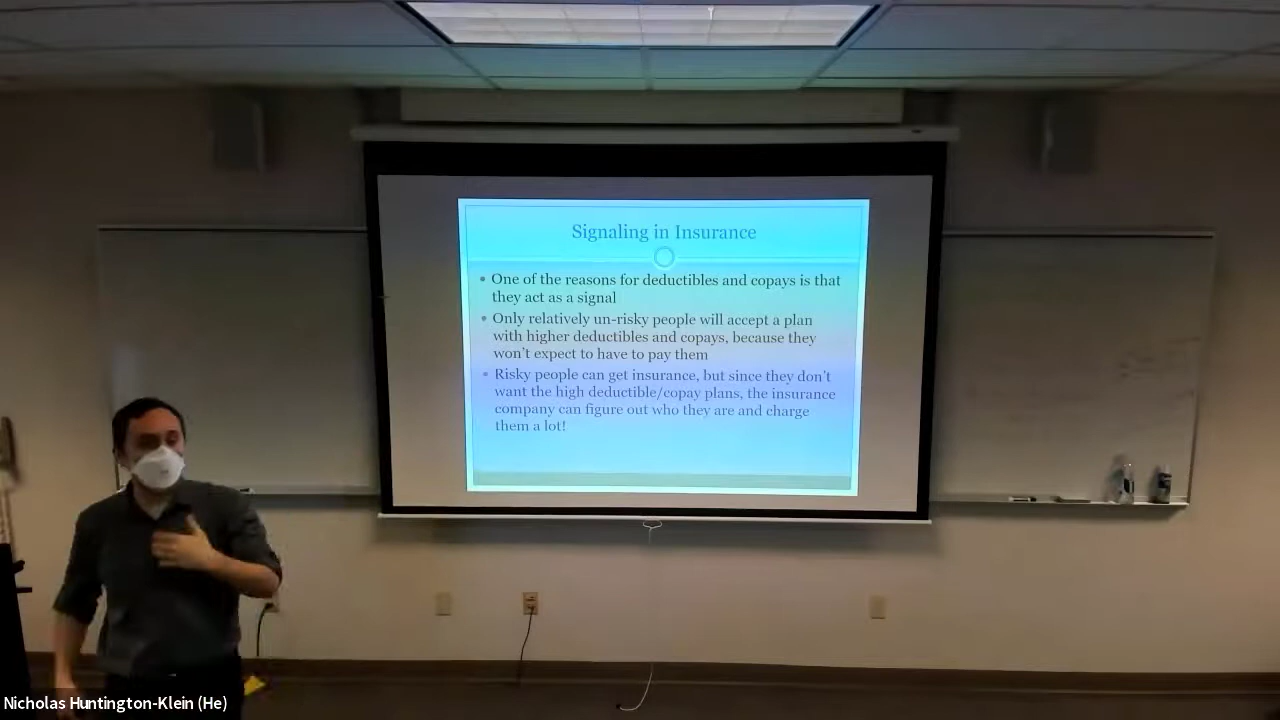 Signaling in Insurance
• One of the reasons for deductibles and copays is that
they act as a signal
• Only relatively un-risky people will accept a plan
with higher deductibles and copays, because they
won't expect to have to pay them
• Risky people can get insurance, but since they don't
want the high deductible/copay plans, the insurance
company can figure out who they are and charge
them a lot!
Nicholas Huntington-Klein (He)